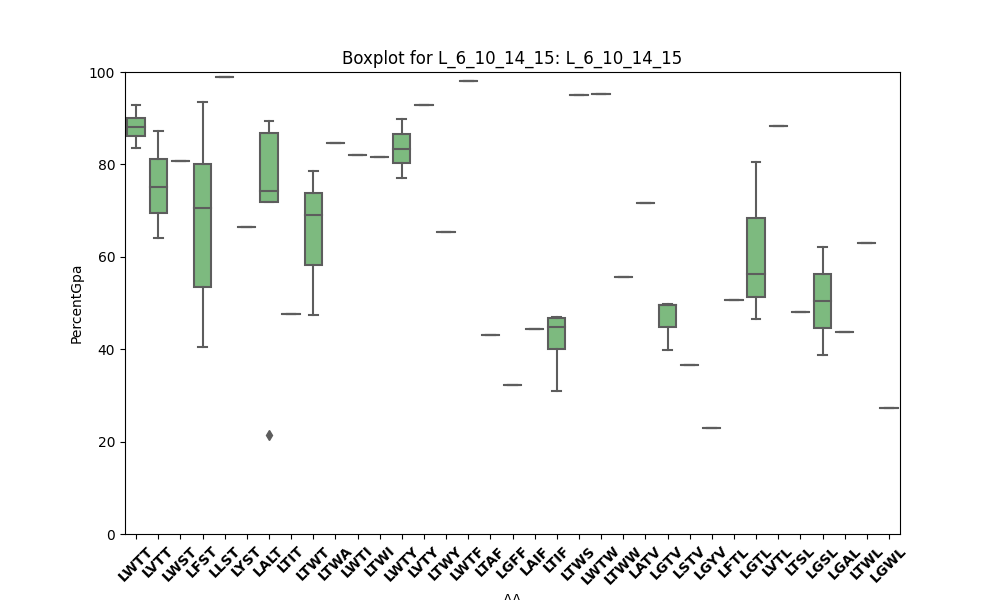 Boxplot for L_6_10_14_15: L_6_10_14_15
PercentGpa
100
80
60
40
20
0
LWTT LVTT LWST LFST LLST LYST LALT LTIT LTWT LTWA LWTI LTWI LWTY LVTY LTWY LWTF LTAF LGFF LAIF LTIF LTWS LWTW LTWW LATV LGTV LSTV LGYV LFTL LGTL LVTL LTSL LGSL LGAL LTWL LGWL
AA